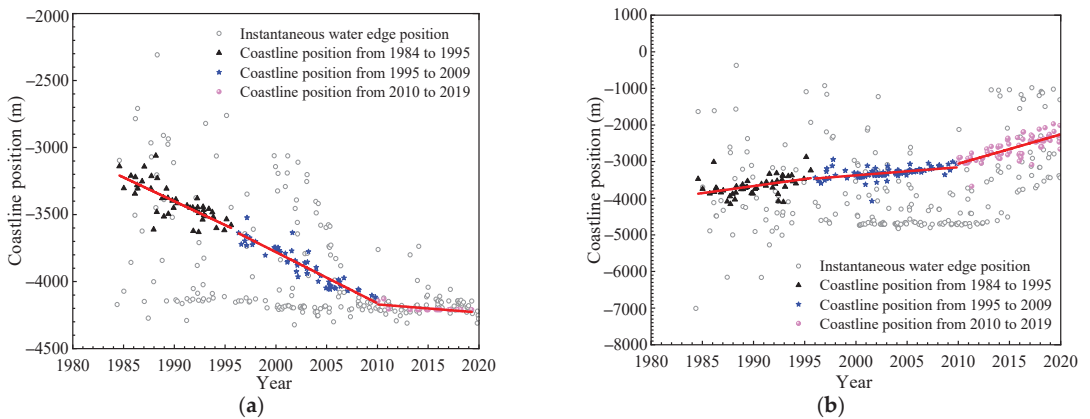 −2000
−2500
−3000
−3500
−4000
−4500
Coastline position (m)
Instantaneous water edge position
Coastline position from 1984 to 1995
Coastline position from 1995 to 2009
Coastline position from 2010 to 2019
1980 1985 1990 1995 2000 2005 2010 2015 2020
Year
(a)
1000
0
−1000
−2000
−3000
−4000
−5000
−6000
−7000
−8000
Coastline position (m)
Instantaneous water edge position
Coastline position from 1984 to 1995
Coastline position from 1995 to 2009
Coastline position from 2010 to 2019
1980 1985 1990 1995 2000 2005 2010 2015 2020
Year
(b)